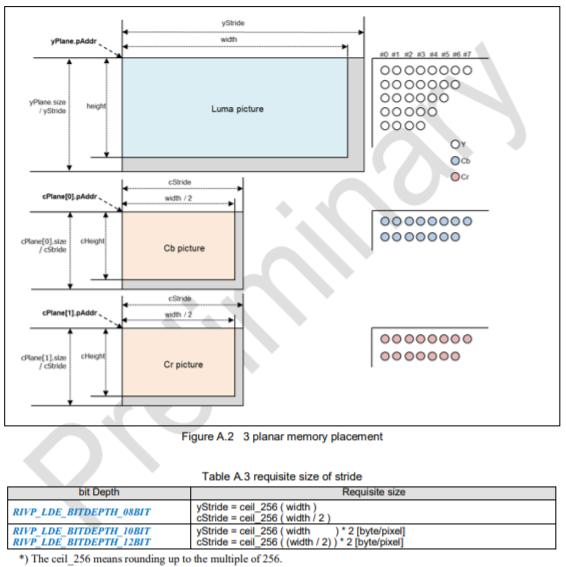 yStride
yPlane.pAddr
width
#0 #1 #2 #3 #4 #5 #6 #7
yPlane.size
/ yStride
height
Luma picture
Y
Cb
Cr
cStride
cPlane[0].pAddr
width / 2
cPlane[0].size
/ cStride
cHeight
Cb picture
cStride
cPlane[1].pAddr
width / 2
cPlane[1].size
/ cStride
cHeight
Cr picture
Preliminary
Figure A.2 3 planar memory placement
Table A.3 requisite size of stride
bit Depth Requisite size
RIVP_LDE_BITDEPTH_08BIT yStride = ceil_256 ( width )
cStride = ceil_256 ( width / 2 )
RIVP_LDE_BITDEPTH_10BIT yStride = ceil_256 ( width ) * 2 [byte/pixel]
RIVP_LDE_BITDEPTH_12BIT cStride = ceil_256 ( (width / 2) ) * 2 [byte/pixel]
*) The ceil_256 means rounding up to the multiple of 256.